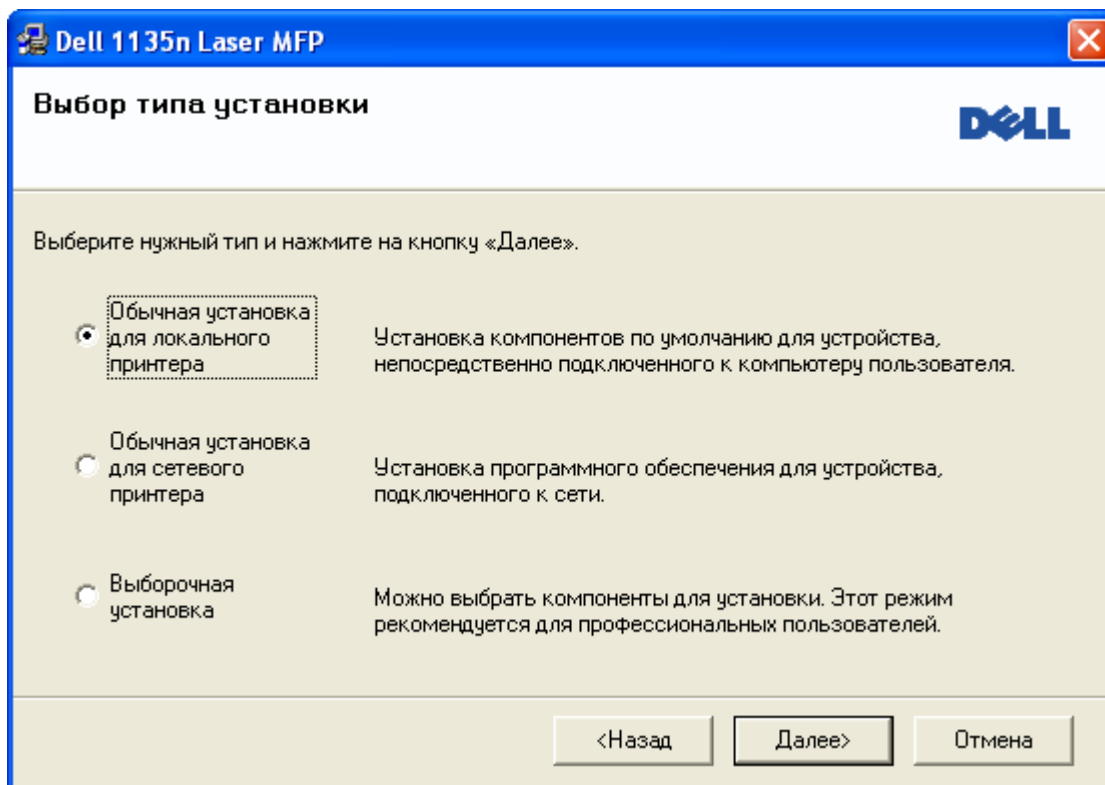 Dell 1135n Laser MFP
Выбор типа установки
DELL
Выберите нужный тип и нажмите на кнопку «Далее».
Обычная установка
для локального
принтера
Установка компонентов по умолчанию для устройства,
непосредственно подключенного к компьютеру пользователя.
Обычная установка
для сетевого
принтера
Установка программного обеспечения для устройства,
подключенного к сети.
Выборочная
установка
Можно выбрать компоненты для установки. Этот режим
рекомендуется для профессиональных пользователей.
<Назад
Далее>
Отмена